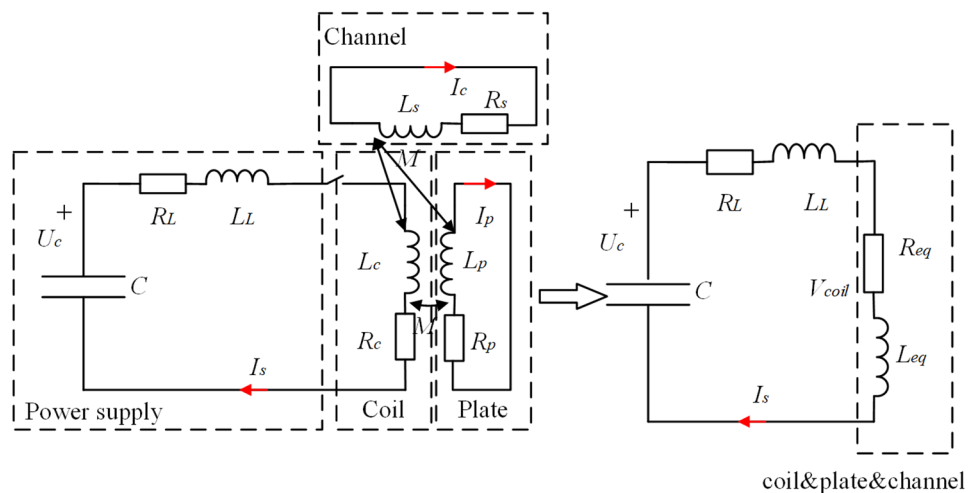 Channel
Ic
Ls
Rs
M
+
RL
LL
Uc
C
Lc
Ip
Lp
M
Rc
Rp
Is
Power supply
Coil
Plate
+
RL
LL
Uc
C
Req
Vcoil
Leq
Is
coil&plate&channel